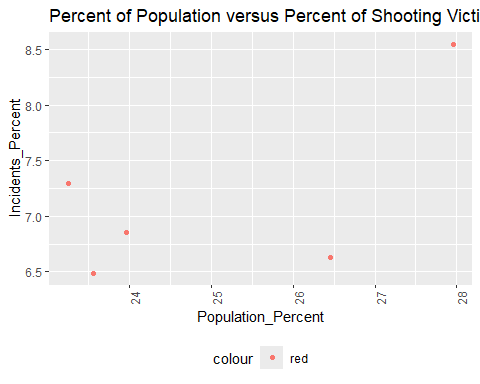 Percent of Population versus Percent of Shooting Victi
8.5
8.0
7.5
7.0
6.5
Incidents_Percent
24
25
26
27
28
Population_Percent
colour
red